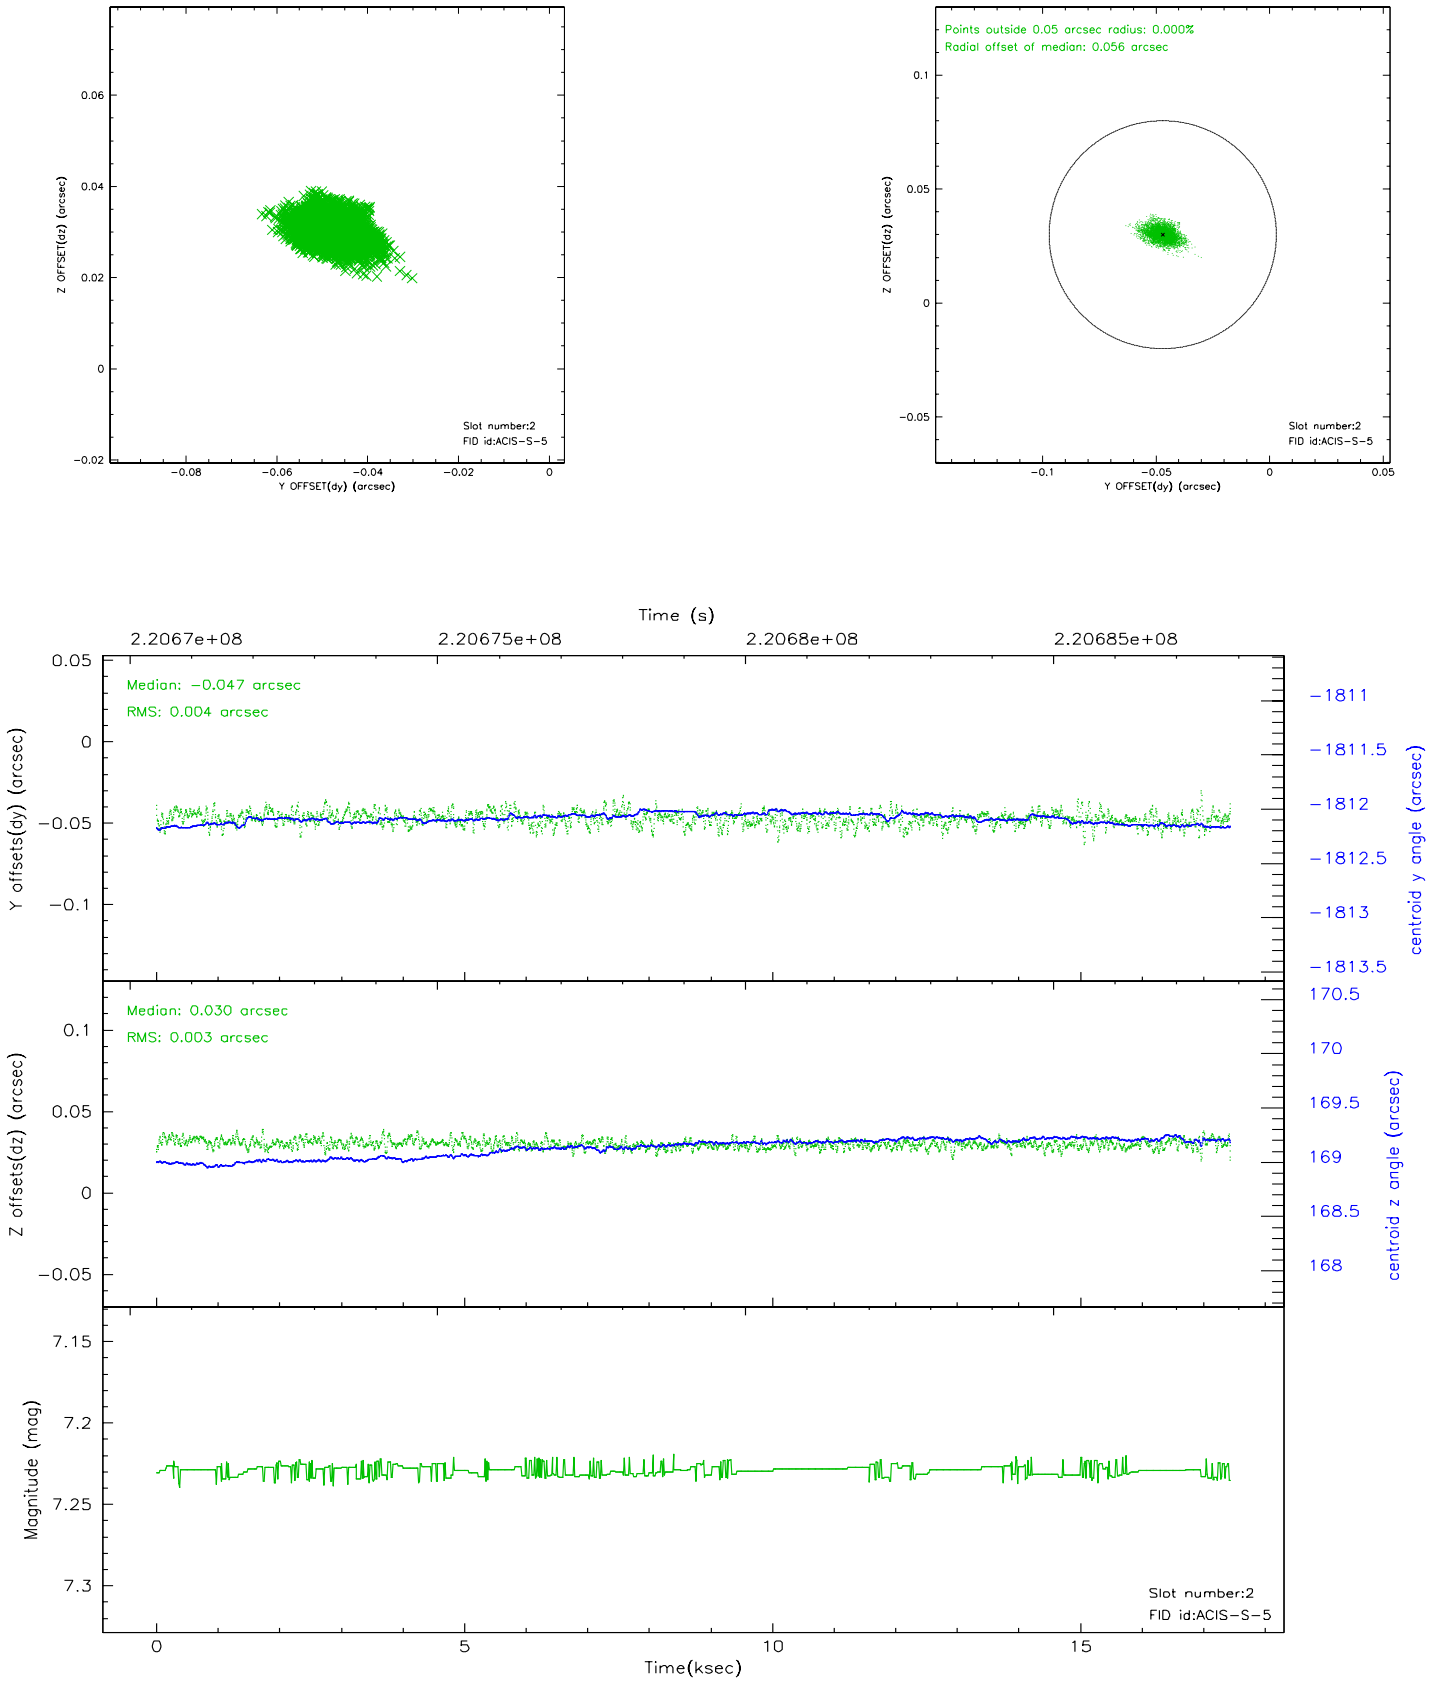 0.06
0.04
0.02
0
−0.02
Z OFFSET(dz) (arcsec)
−0.08
−0.06
−0.04
−0.02
0
Y OFFSET(dy) (arcsec)
Slot number:2
FID id:ACIS−S−5
Points outside 0.05 arcsec radius: 0.000%
Radial offset of median: 0.056 arcsec
0.1
0.05
0
−0.05
Z OFFSET(dz) (arcsec)
−0.1
−0.05
0
0.05
Y OFFSET(dy) (arcsec)
Slot number:2
FID id:ACIS−S−5
Time (s)
2.2067e+08
2.20675e+08
2.2068e+08
2.20685e+08
Median: −0.047 arcsec
RMS: 0.004 arcsec
0.05
0
−0.05
−0.1
Y offsets(dy) (arcsec)
−1811
−1811.5
−1812
−1812.5
−1813
−1813.5
centroid y angle (arcsec)
Median: 0.030 arcsec
RMS: 0.003 arcsec
0.1
0.05
0
−0.05
Z offsets(dz) (arcsec)
170.5
170
169.5
169
168.5
168
centroid z angle (arcsec)
7.15
7.2
7.25
7.3
Magnitude (mag)
Slot number:2
FID id:ACIS−S−5
0
5
10
15
Time(ksec)